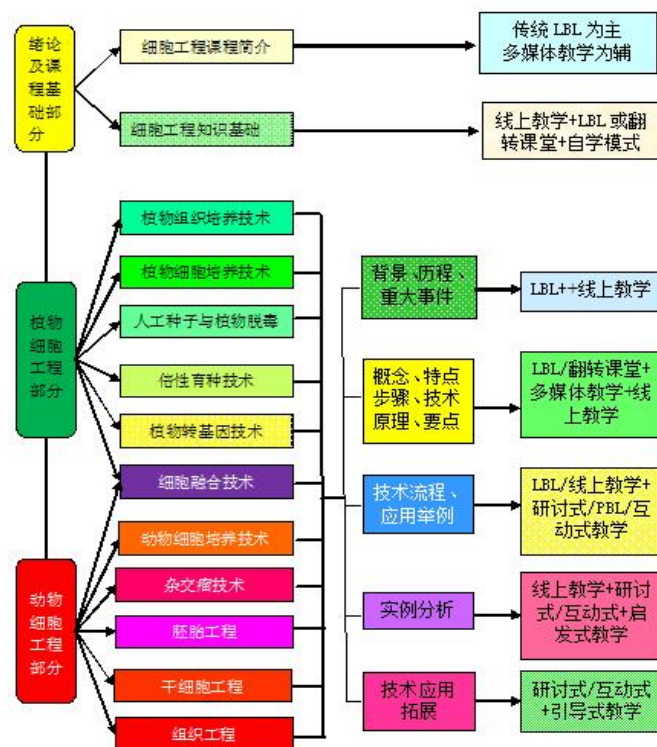 绪论
及课
程基
础部
分
细胞工程课程简介
传统 LBL 为主
多媒体教学为辅
细胞工程知识基础
线上教学+LBL 或翻
转课堂+自学模式
植物
细胞
工程
部分
植物组织培养技术
植物细胞培养技术
人工种子与植物脱毒
倍性育种技术
植物转基因技术
细胞融合技术
动物
细胞
工程
部分
动物细胞培养技术
杂交瘤技术
胚胎工程
干细胞工程
组织工程
背景、历程、
重大事件
LBL++线上教学
概念、特点
步骤、技术
原理、要点
LBL/翻转课堂+
多媒体教学+线
上教学
技术流程、
应用举例
LBL/线上教学+
研讨式/PBL/互
动式教学
实例分析
线上教学+研讨
式/互动式+启
发式教学
技术应用
拓展
研讨式/互动式
+引导式教学